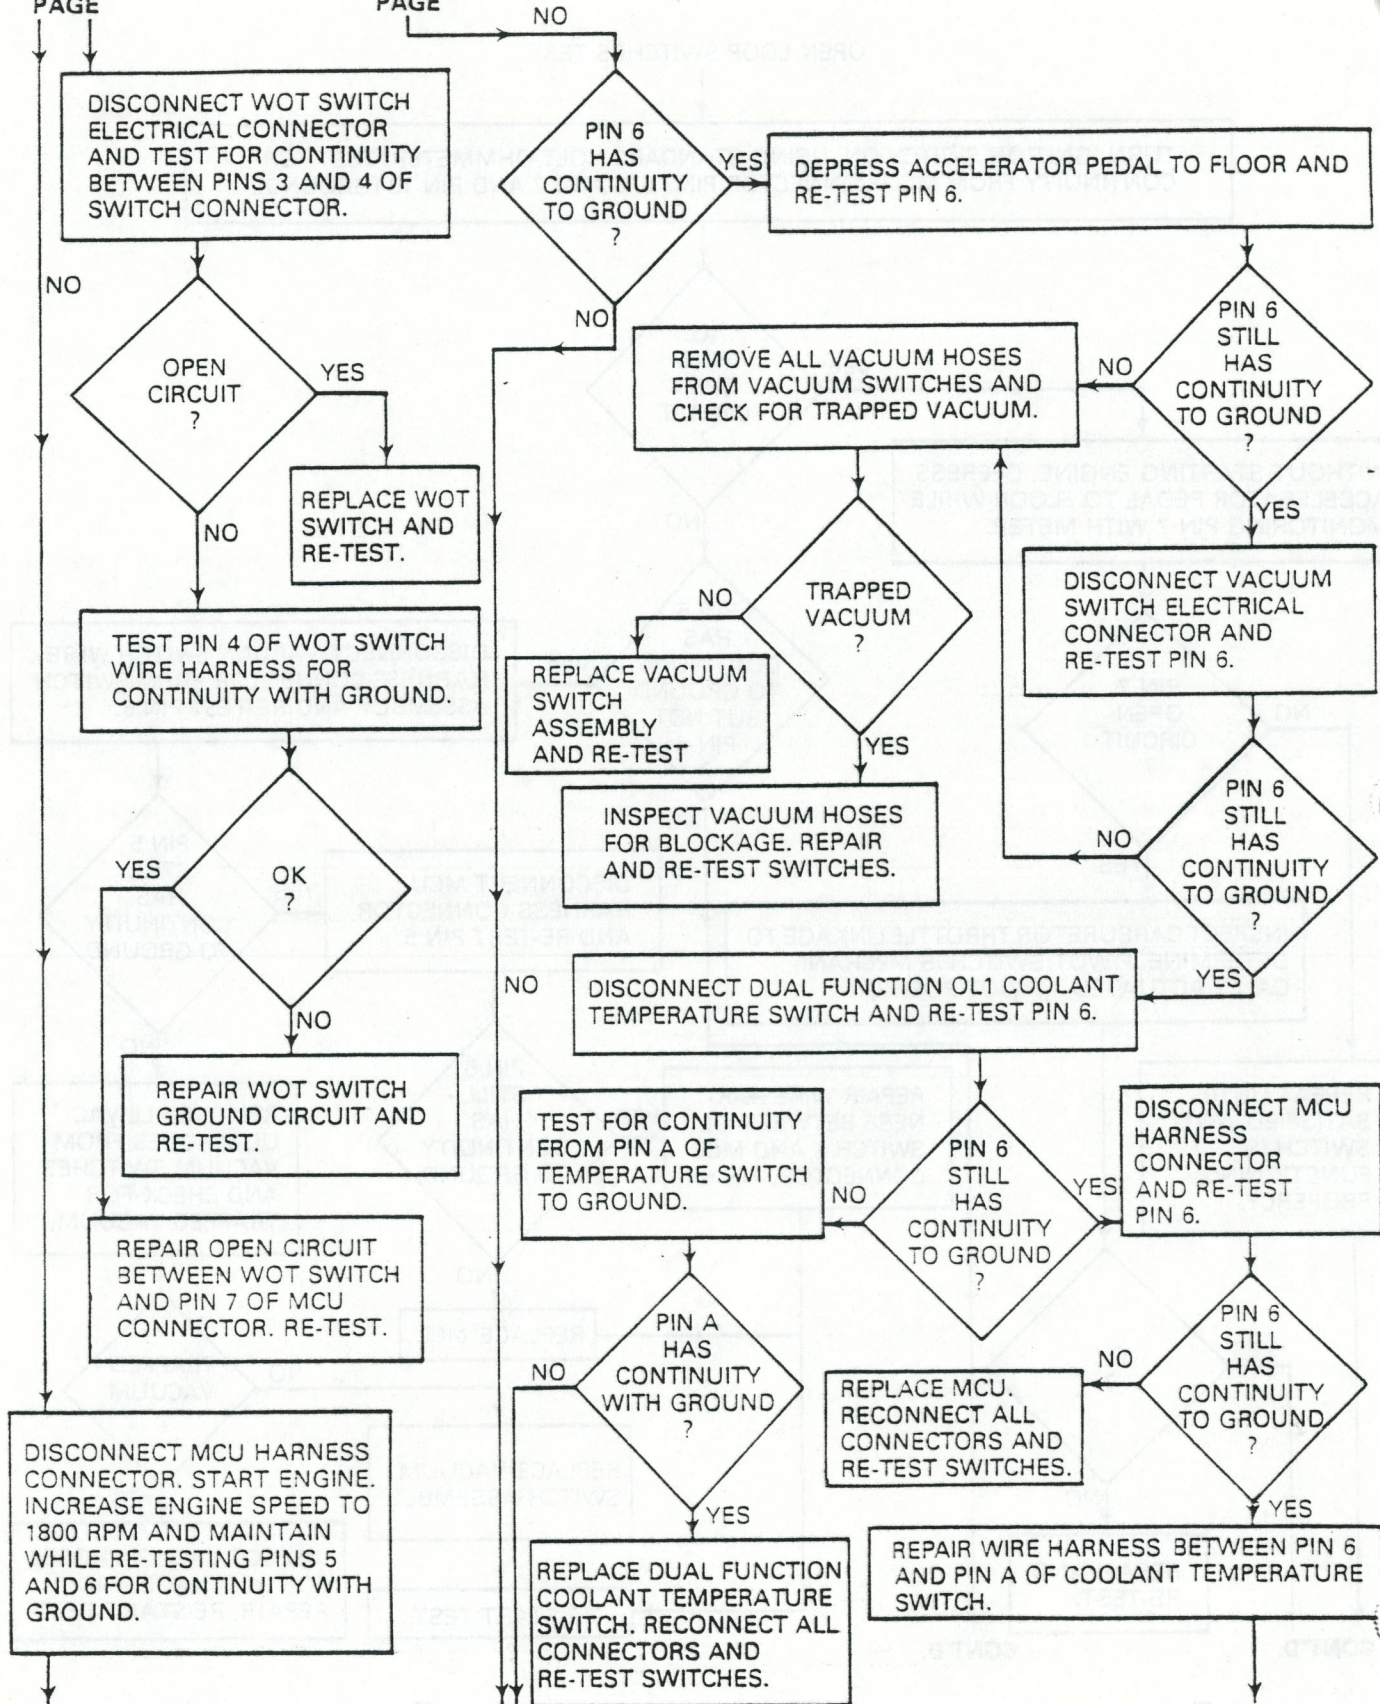 PAGE
PAGE
NO
DISCONNECT WOT SWITCH
ELECTRICAL CONNECTOR
AND TEST FOR CONTINUITY
BETWEEN PINS 3 AND 4 OF
SWITCH CONNECTOR.
PIN 6
HAS
CONTINUITY
TO GROUND
?
YES
DEPRESS ACCELERATOR PEDAL TO FLOOR AND
RE-TEST PIN 6.
NO
NO
OPEN
CIRCUIT
?
YES
REMOVE ALL VACUUM HOSES
FROM VACUUM SWITCHES AND
CHECK FOR TRAPPED VACUUM.
NO
PIN 6
STILL
HAS
CONTINUITY
TO GROUND
?
REPLACE WOT
SWITCH AND
RE-TEST.
NO
YES
TRAPPED
VACUUM
?
NO
DISCONNECT VACUUM
SWITCH ELECTRICAL
CONNECTOR AND
RE-TEST PIN 6.
TEST PIN 4 OF WOT SWITCH
WIRE HARNESS FOR
CONTINUITY WITH GROUND.
REPLACE VACUUM
SWITCH
ASSEMBLY
AND RE-TEST
YES
INSPECT VACUUM HOSES
FOR BLOCKAGE. REPAIR
AND RE-TEST SWITCHES.
PIN 6
STILL
HAS
CONTINUITY
TO GROUND
?
NO
YES
OK
?
YES
NO
DISCONNECT DUAL FUNCTION OL1 COOLANT
TEMPERATURE SWITCH AND RE-TEST PIN 6.
NO
REPAIR WOT SWITCH
GROUND CIRCUIT AND
RE-TEST.
TEST FOR CONTINUITY
FROM PIN A OF
TEMPERATURE SWITCH
TO GROUND.
NO
PIN 6
STILL
HAS
CONTINUITY
TO GROUND
?
YES
DISCONNECT MCU
HARNESS
CONNECTOR
AND RE-TEST
PIN 6.
REPAIR OPEN CIRCUIT
BETWEEN WOT SWITCH
AND PIN 7 OF MCU
CONNECTOR. RE-TEST.
PIN A
HAS
CONTINUITY
WITH GROUND
?
NO
PIN 6
STILL
HAS
CONTINUITY
TO GROUND
?
NO
REPLACE MCU.
RECONNECT ALL
CONNECTORS AND
RE-TEST SWITCHES.
DISCONNECT MCU HARNESS
CONNECTOR. START ENGINE.
INCREASE ENGINE SPEED TO
1800 RPM AND MAINTAIN
WHILE RE-TESTING PINS 5
AND 6 FOR CONTINUITY WITH
GROUND.
YES
YES
REPLACE DUAL FUNCTION
COOLANT TEMPERATURE
SWITCH. RECONNECT ALL
CONNECTORS AND
RE-TEST SWITCHES.
REPAIR WIRE HARNESS BETWEEN PIN 6
AND PIN A OF COOLANT TEMPERATURE
SWITCH.